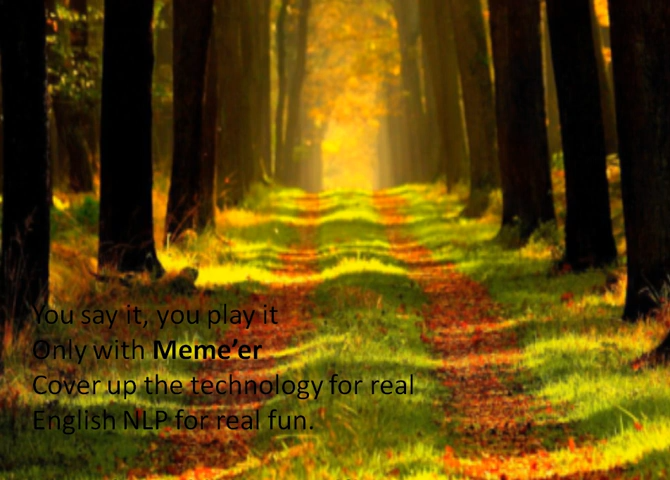 You say it, you play it
Only with Meme’er
Cover up the technology for real
English NLP for real fun.